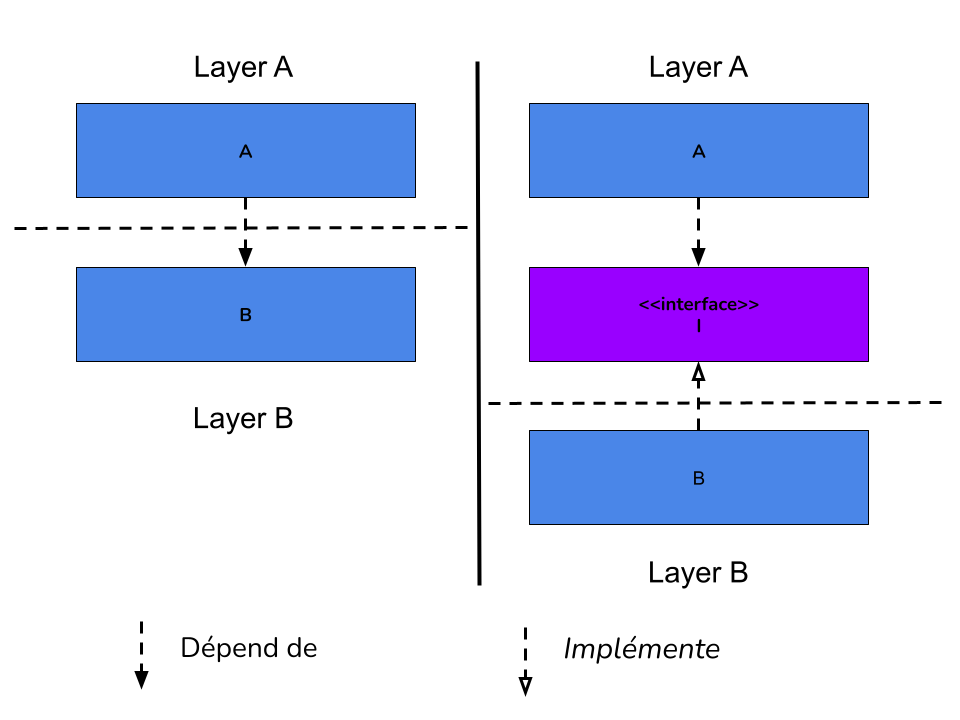 Layer A
A
B
Layer B
Layer A
A
<<interface>>
I
B
Layer B
Dépend de
Implémente